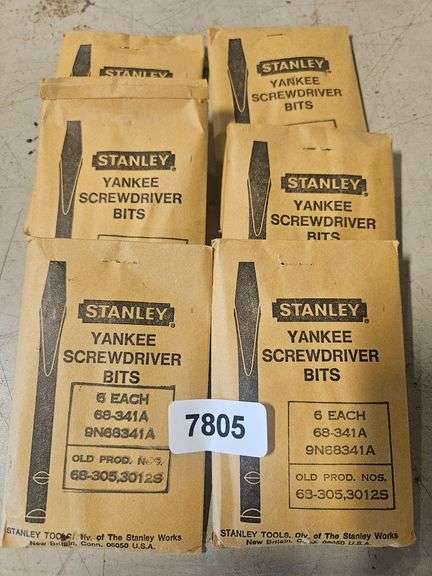 STANLEY
STANLEY
YANKEE
SCREWDRIVER
BITS
STANLEY®
YANKEE
SCREWDRIVER
BITS
STANLEY®
YANKEE
SCREWDRIVER
BITS
STANLEY®
YANKEE
SCREWDRIVER
BITS
6 EACH
68-341A
9N68341A
OLD PROD. NOS.
68-305,3012S
STANLEY TOOLS, Div. of The Stanley Works
New Britain, Conn. 06050 U.S.A.
STANLEY®
YANKEE
SCREWDRIVER
BITS
6 EACH
68-341A
9N68341A
OLD PROD. NOS.
68-305,3012S
STANLEY TOOLS, Div. of The Stanley Works
New Britain, Conn. 06050 U.S.A.
7805